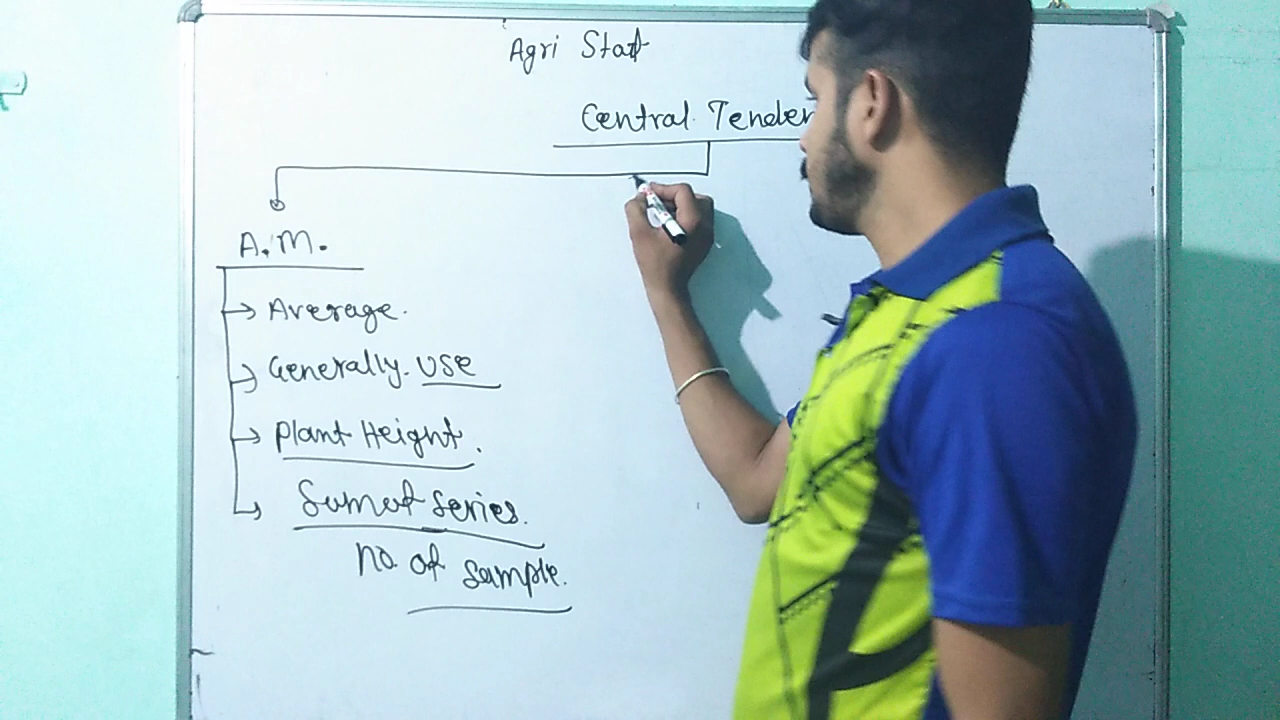 Agri Stat
Central Tenden
A.M.
Average.
Generally. use
Plant Height.
Sum of series.
no. of sample.